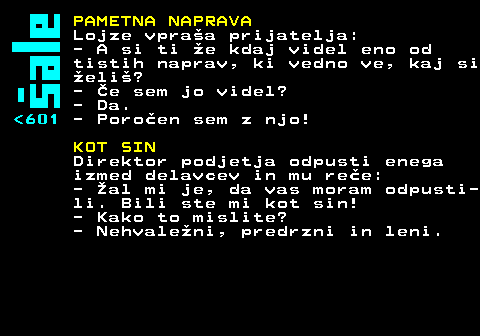 šale
PAMETNA NAPRAVA
Lojze vpraša prijatelja:
- A si ti že kdaj videl eno od
tistih naprav, ki vedno ve, kaj si
želiš?
- Če sem jo videl?
- Da.
<601 - Poročen sem z njo!
KOT SIN
Direktor podjetja odpusti enega
izmed delavcev in mu reče:
- Žal mi je, da vas moram odpusti-
li. Bili ste mi kot sin!
- Kako to mislite?
- Nehvaležni, predrzni in leni.